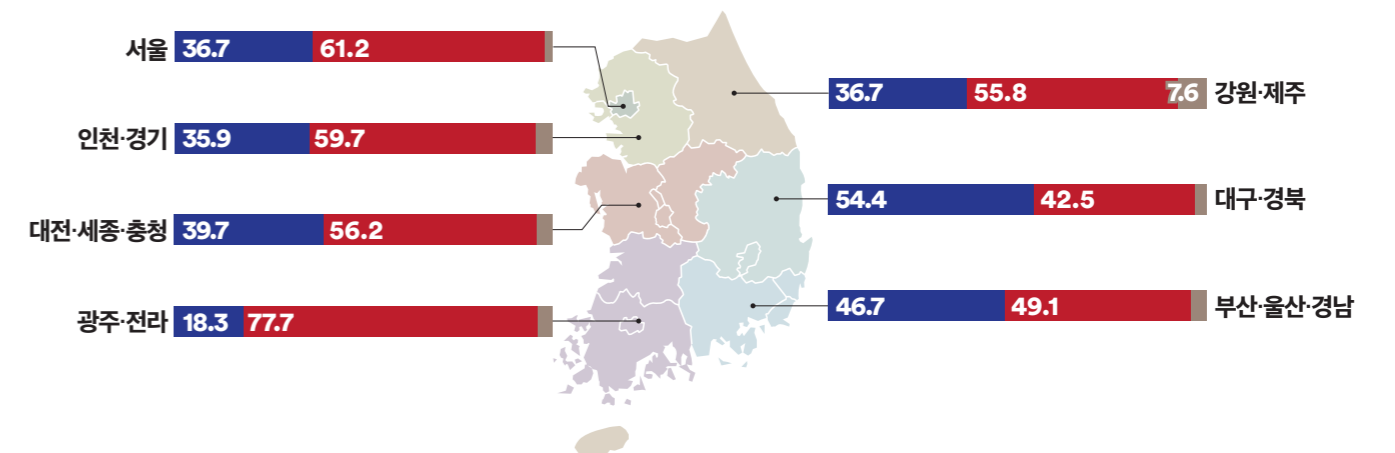 서울 36.7 61.2
인천·경기 35.9 59.7
대전·세종·충청 39.7 56.2
광주·전라 18.3 77.7
36.7 55.8 7.6 강원·제주
54.4 42.5 대구·경북
46.7 49.1 부산·울산·경남